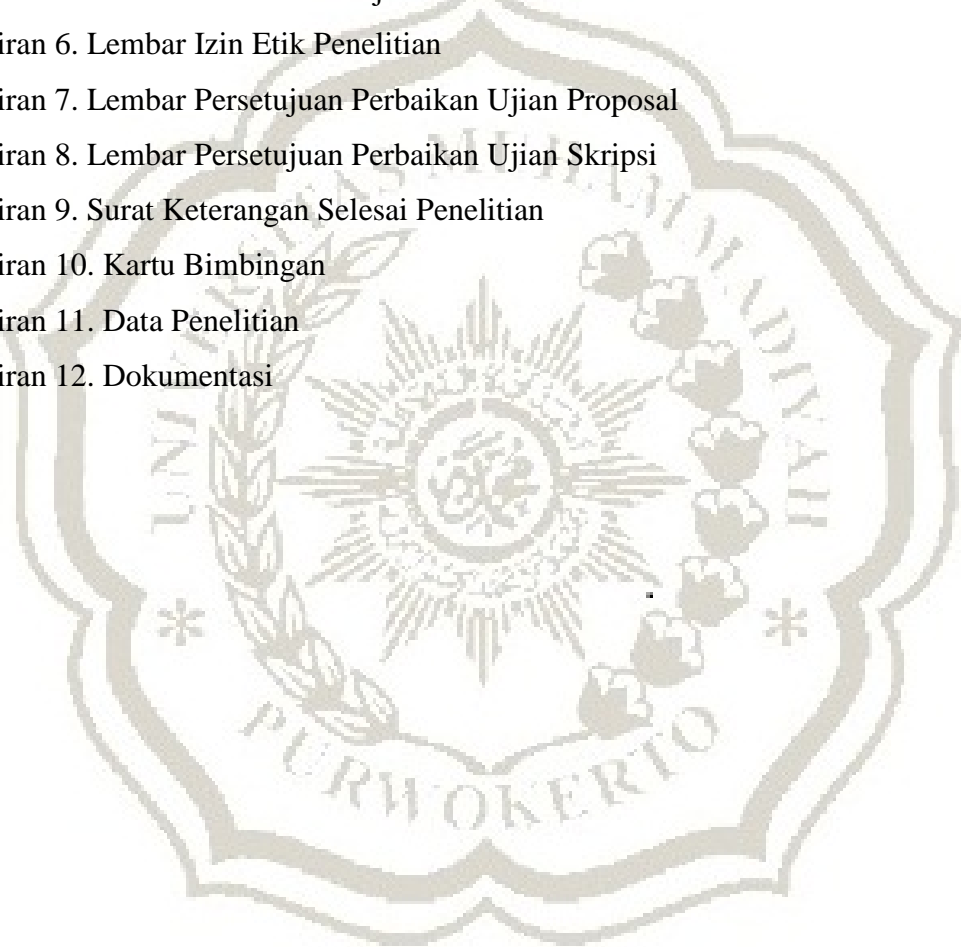 iran 6. Lembar Izin Etik Penelitian
iran 7. Lembar Persetujuan Perbaikan Ujian Proposal
iran 8. Lembar Persetujuan Perbaikan Ujian Skripsi
iran 9. Surat Keterangan Selesai Penelitian
iran 10. Kartu Bimbingan
iran 11. Data Penelitian
iran 12. Dokumentasi
UNIVERSITAS MUHAMMADIYAH
PURWOKERTO